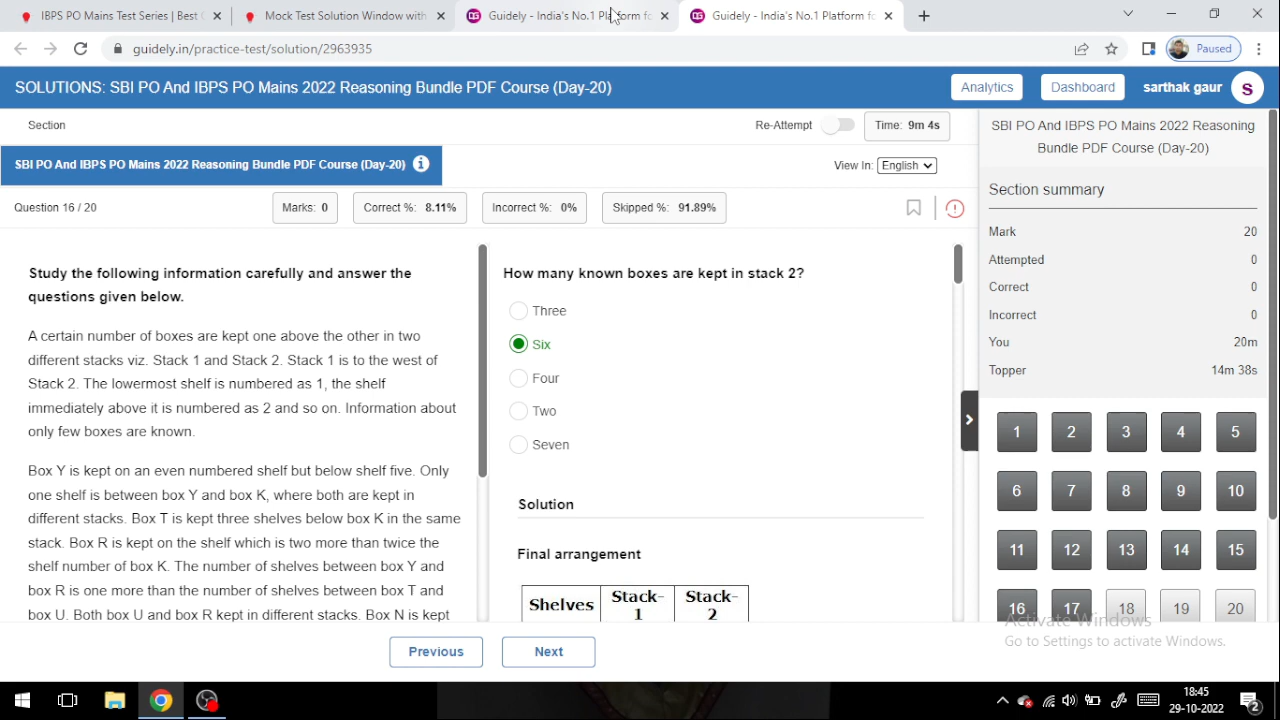 IBPS PO Mains Test Series | Best C
Mock Test Solution Window with
Guidely - India's No.1 Platform fo
Guidely - India's No.1 Platform fo
guidely.in/practice-test/solution/2963935
Paused
SOLUTIONS: SBI PO And IBPS PO Mains 2022 Reasoning Bundle PDF Course (Day-20)
Analytics
Dashboard
sarthak gaur
S
Section
Re-Attempt
Time: 9m 4s
SBI PO And IBPS PO Mains 2022 Reasoning Bundle PDF Course (Day-20)
View In: English
Question 16 / 20
Marks: 0
Correct %: 8.11%
Incorrect %: 0%
Skipped %: 91.89%
Study the following information carefully and answer the
questions given below.
A certain number of boxes are kept one above the other in two
different stacks viz. Stack 1 and Stack 2. Stack 1 is to the west of
Stack 2. The lowermost shelf is numbered as 1, the shelf
immediately above it is numbered as 2 and so on. Information about
only few boxes are known.
Box Y is kept on an even numbered shelf but below shelf five. Only
one shelf is between box Y and box K, where both are kept in
different stacks. Box T is kept three shelves below box K in the same
stack. Box R is kept on the shelf which is two more than twice the
shelf number of box K. The number of shelves between box Y and
box R is one more than the number of shelves between box T and
box U. Both box U and box R kept in different stacks. Box N is kept
How many known boxes are kept in stack 2?
Three
Six
Four
Two
Seven
Solution
Final arrangement
Shelves
Stack-
1
Stack-
2
Previous
Next
SBI PO And IBPS PO Mains 2022 Reasoning
Bundle PDF Course (Day-20)
Section summary
Mark 20
Attempted 0
Correct 0
Incorrect 0
You 20m
Topper 14m 38s
1 2 3 4 5
6 7 8 9 10
11 12 13 14 15
16 17 18 19 20
Activate Windows
Go to Settings to activate Windows.
18:45
29-10-2022
2